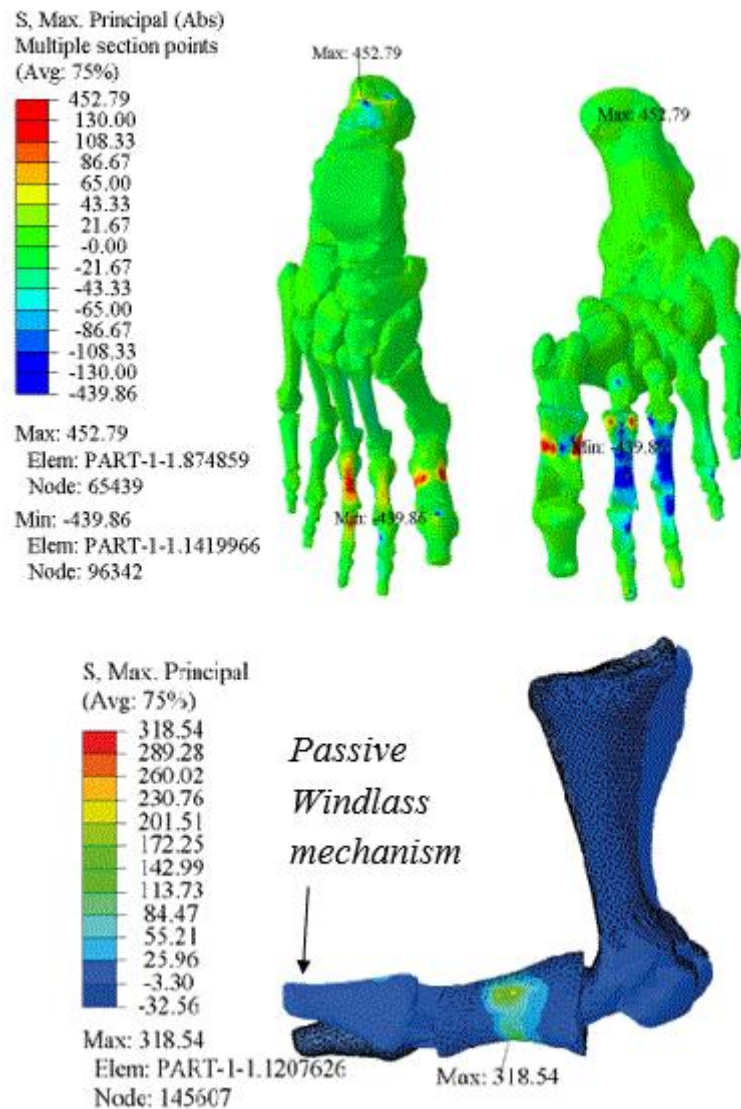 S, Max. Principal (Abs)
Multiple section points
(Avg: 75%)
452.79
130.00
108.33
86.67
65.00
43.33
21.67
-0.00
-21.67
-43.33
-65.00
-86.67
-108.33
-130.00
-439.86
Max: 452.79
Elem: PART-1-1.874859
Node: 65439
Min: -439.86
Elem: PART-1-1.1419966
Node: 96342
Max: 452.79
Max: 452.79
Min: -439.86
Min: -439.86
S, Max. Principal
(Avg: 75%)
318.54
289.28
260.02
230.76
201.51
172.25
142.99
113.73
84.47
55.21
25.96
-3.30
-32.56
Max: 318.54
Elem: PART-1-1.1207626
Node: 145607
Passive
Windlass
mechanism
Max: 318.54